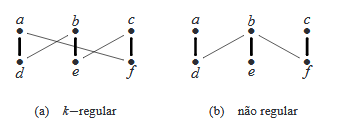 a b c a b c
d e f d e f
(a) k−regular (b) não regular